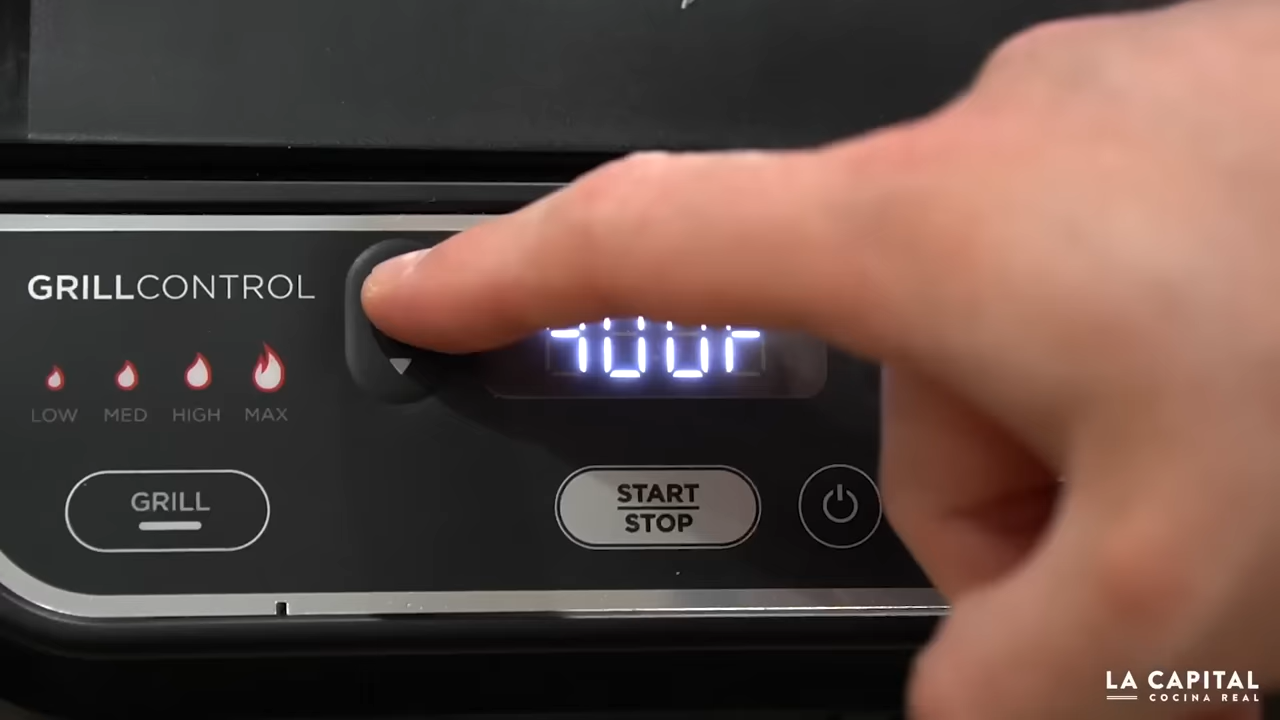 GRILLCONTROL
LOW MED HIGH MAX
GRILL
START
STOP
LA CAPITAL
COCINA REAL